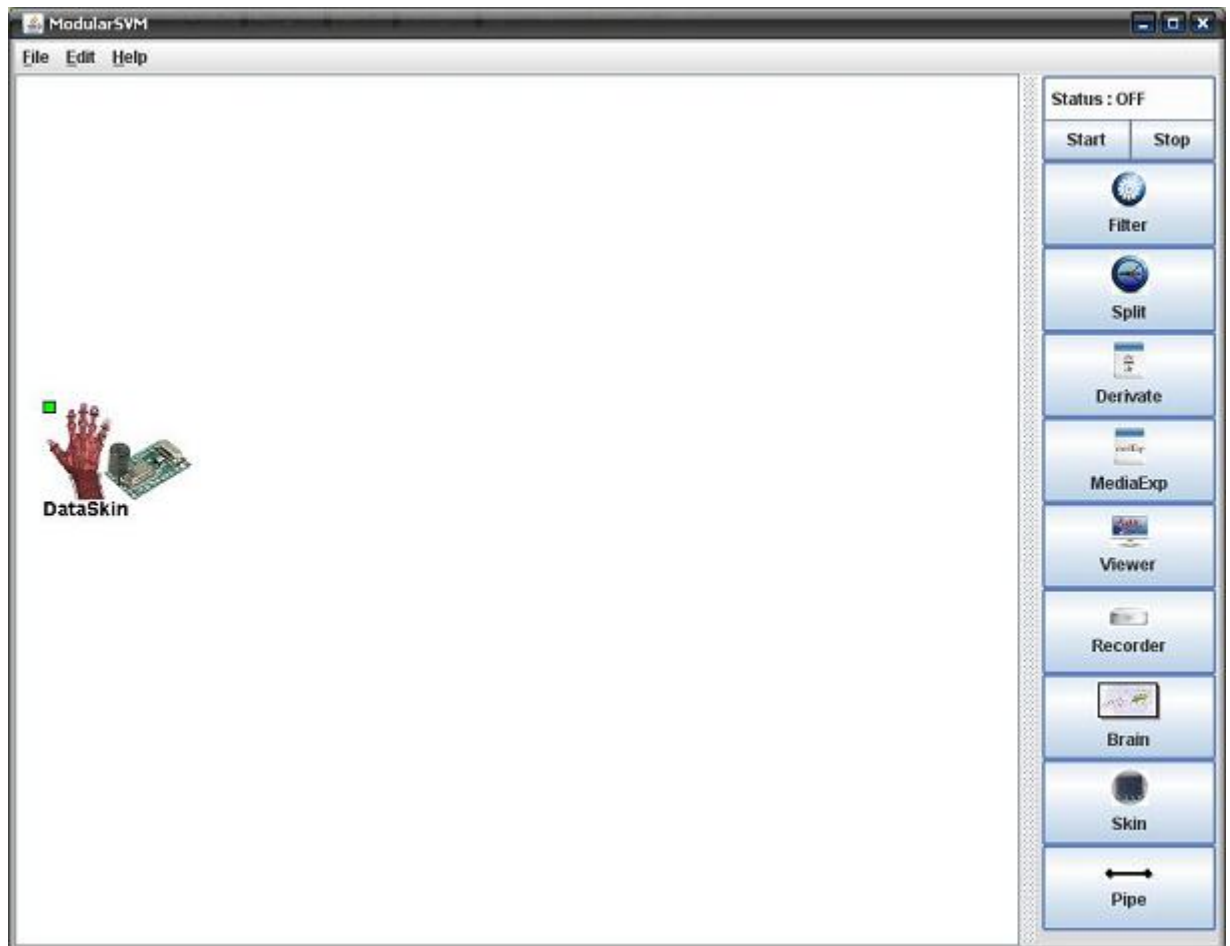 ModularSVM
File Edit Help
Status : OFF
Start Stop
Filter
Split
Derivate
MediaExp
Viewer
Recorder
Brain
Skin
Pipe
DataSkin